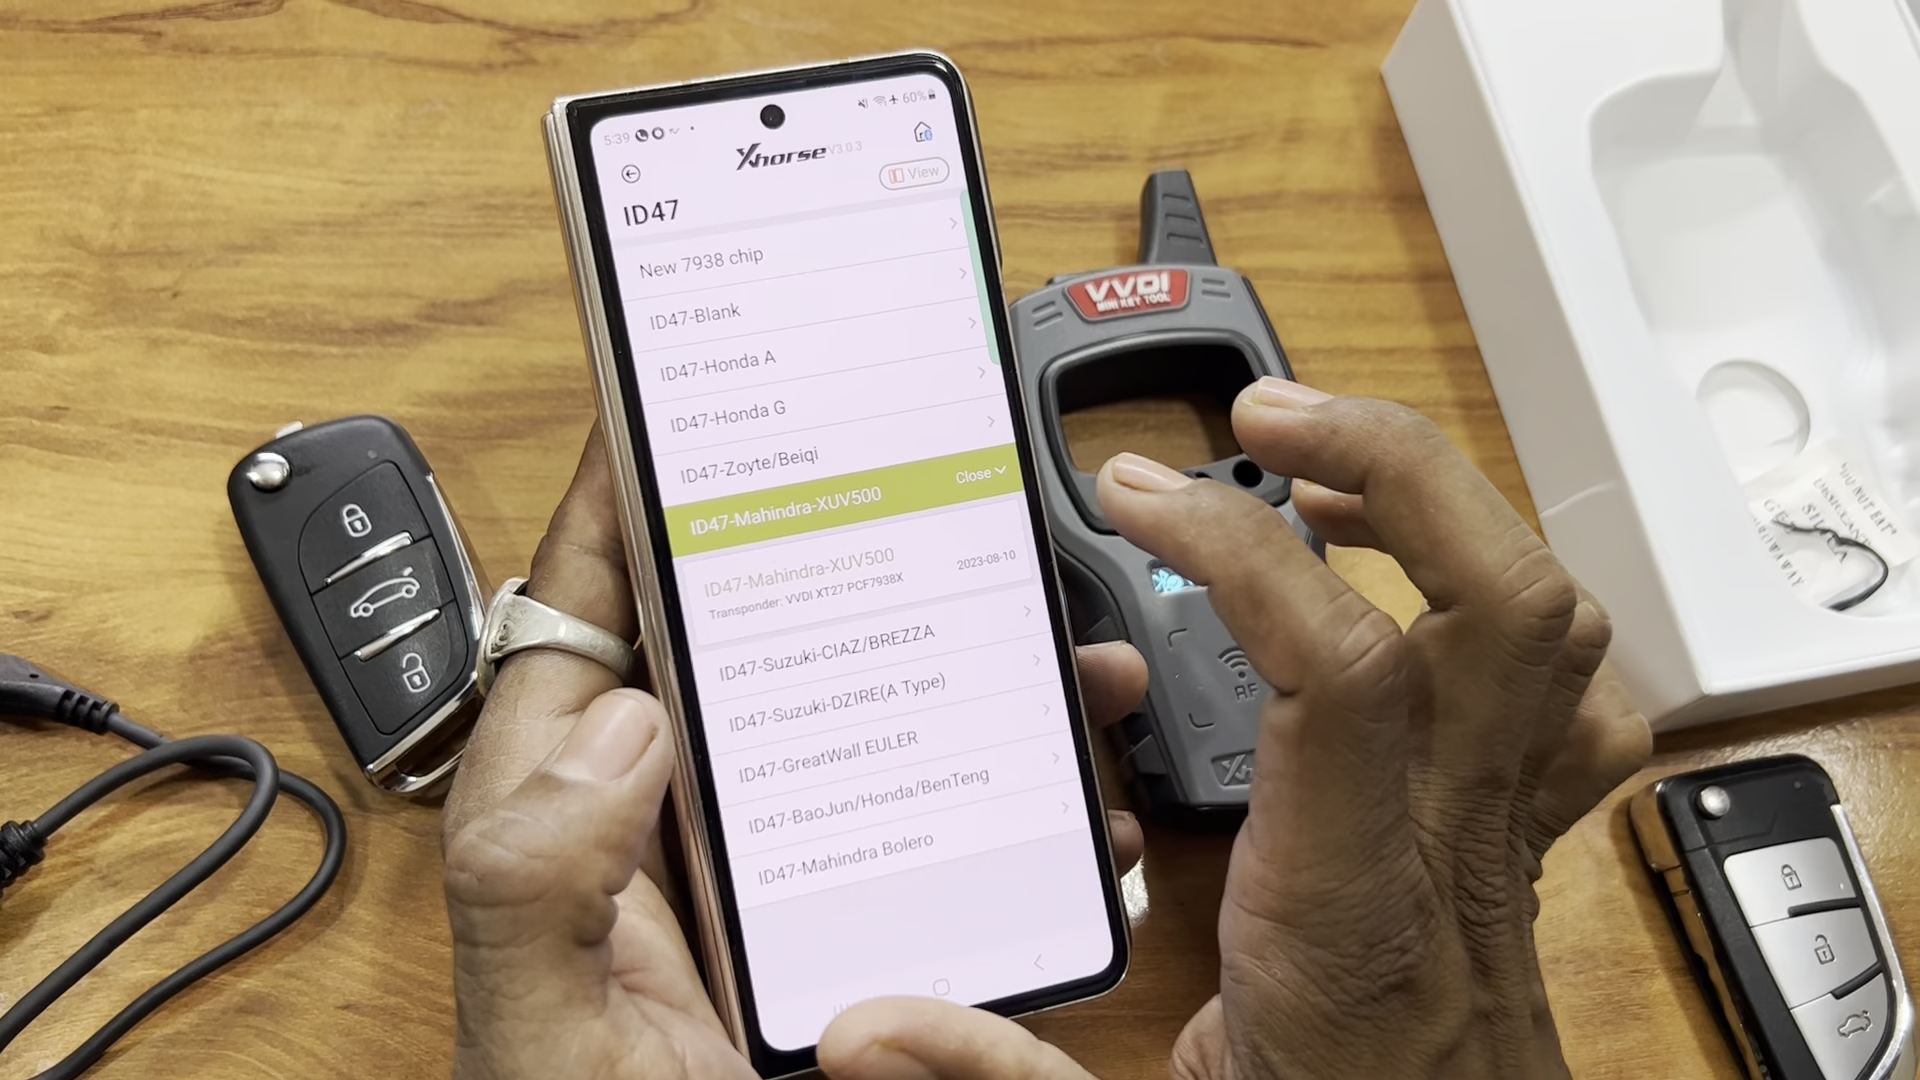 5:39
60%
Xhorse V3.0.3
View
ID47
New 7938 chip
ID47-Blank
ID47-Honda A
ID47-Honda G
ID47-Zoyte/Beiqi
ID47-Mahindra-XUV500
Close
ID47-Mahindra-XUV500
Transponder: VVDI XT27 PCF7938X
2023-08-10
ID47-Suzuki-CIAZ/BREZZA
ID47-Suzuki-DZIRE(A Type)
ID47-GreatWall EULER
ID47-BaoJun/Honda/BenTeng
ID47-Mahindra Bolero
VVDI
MINI KEY TOOL
RF
"DO NOT EAT"